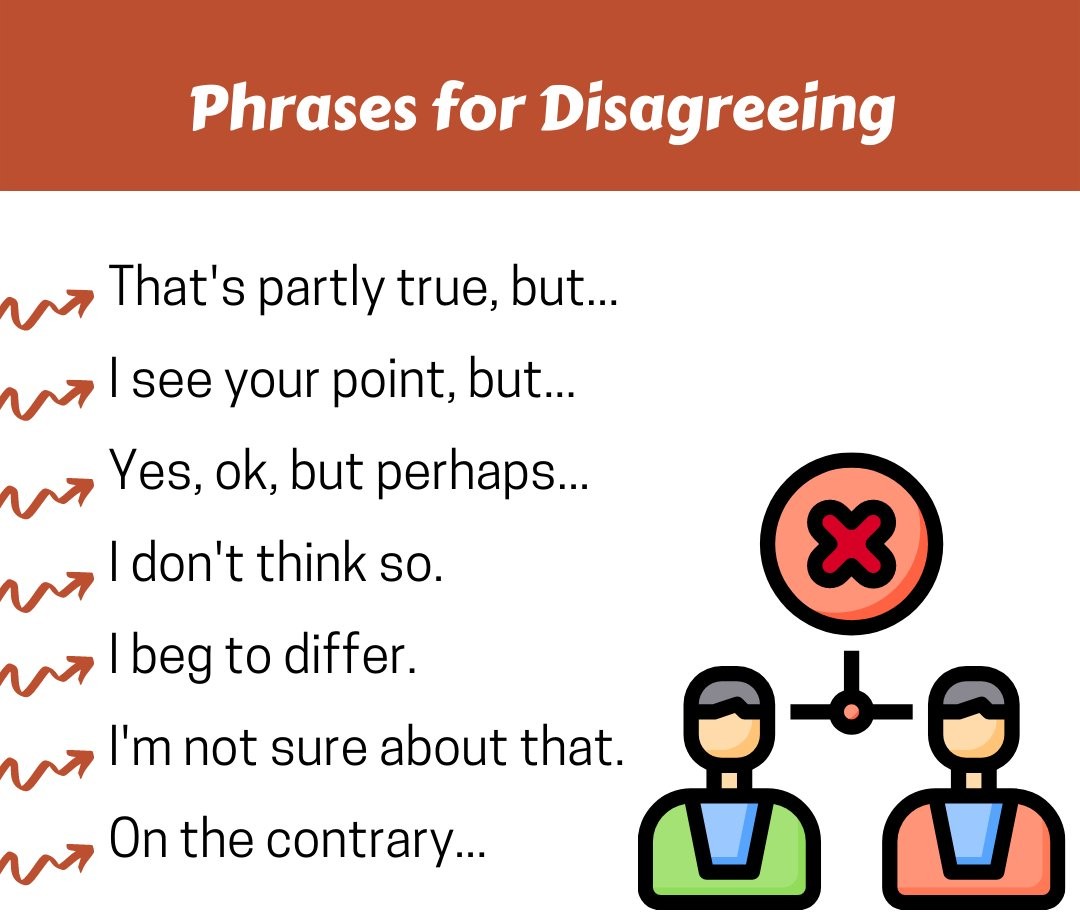 Phrases for Disagreeing
That's partly true, but...
I see your point, but...
Yes, ok, but perhaps...
I don't think so.
I beg to differ.
I'm not sure about that.
On the contrary...